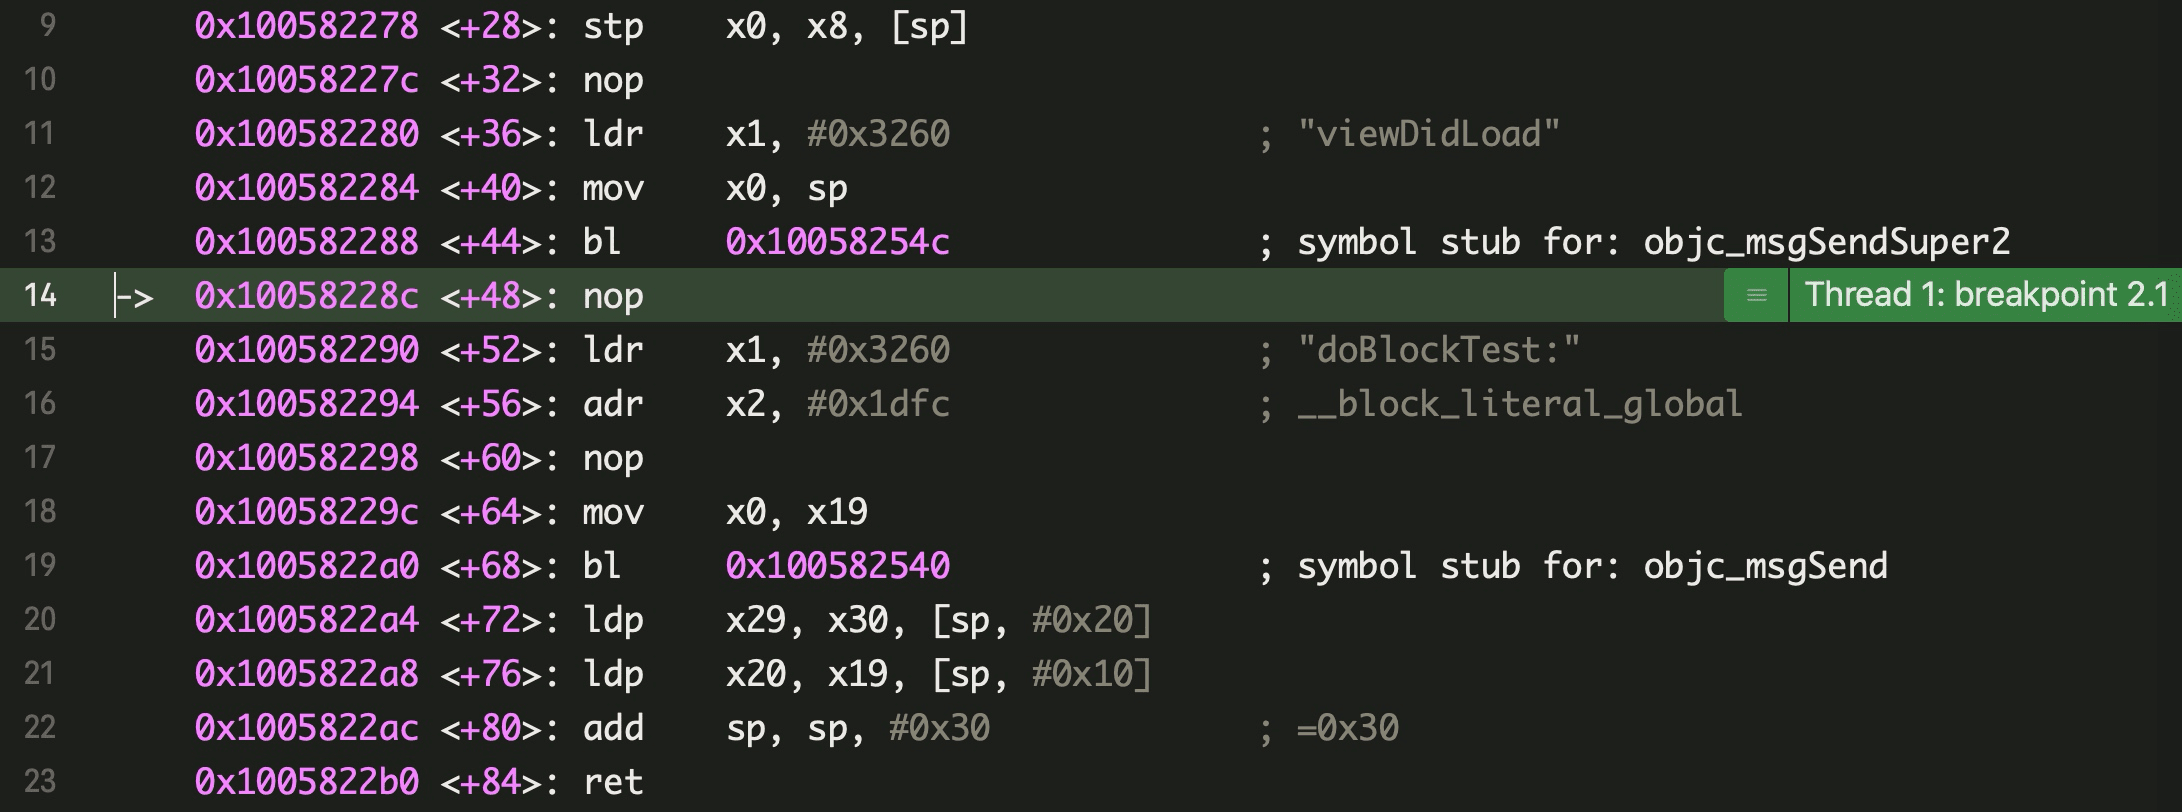 9 0x100582278 <+28>: stp x0, x8, [sp]
10 0x10058227c <+32>: nop
11 0x100582280 <+36>: ldr x1, #0x3260 ; "viewDidLoad"
12 0x100582284 <+40>: mov x0, sp
13 0x100582288 <+44>: bl 0x10058254c ; symbol stub for: objc_msgSendSuper2
14 -> 0x10058228c <+48>: nop Thread 1: breakpoint 2.1
15 0x100582290 <+52>: ldr x1, #0x3260 ; "doBlockTest:"
16 0x100582294 <+56>: adr x2, #0x1dfc ; __block_literal_global
17 0x100582298 <+60>: nop
18 0x10058229c <+64>: mov x0, x19
19 0x1005822a0 <+68>: bl 0x100582540 ; symbol stub for: objc_msgSend
20 0x1005822a4 <+72>: ldp x29, x30, [sp, #0x20]
21 0x1005822a8 <+76>: ldp x20, x19, [sp, #0x10]
22 0x1005822ac <+80>: add sp, sp, #0x30 ; =0x30
23 0x1005822b0 <+84>: ret